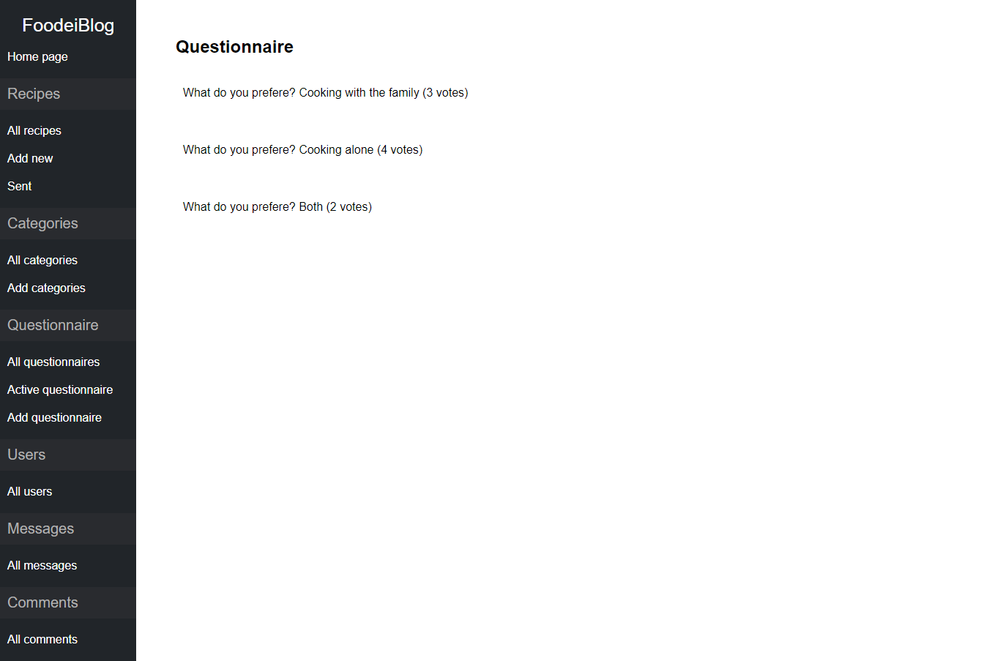 FoodeiBlog
Home page
Recipes
All recipes
Add new
Sent
Categories
All categories
Add categories
Questionnaire
All questionnaires
Active questionnaire
Add questionnaire
Users
All users
Messages
All messages
Comments
All comments
Questionnaire
What do you prefere? Cooking with the family (3 votes)
What do you prefere? Cooking alone (4 votes)
What do you prefere? Both (2 votes)